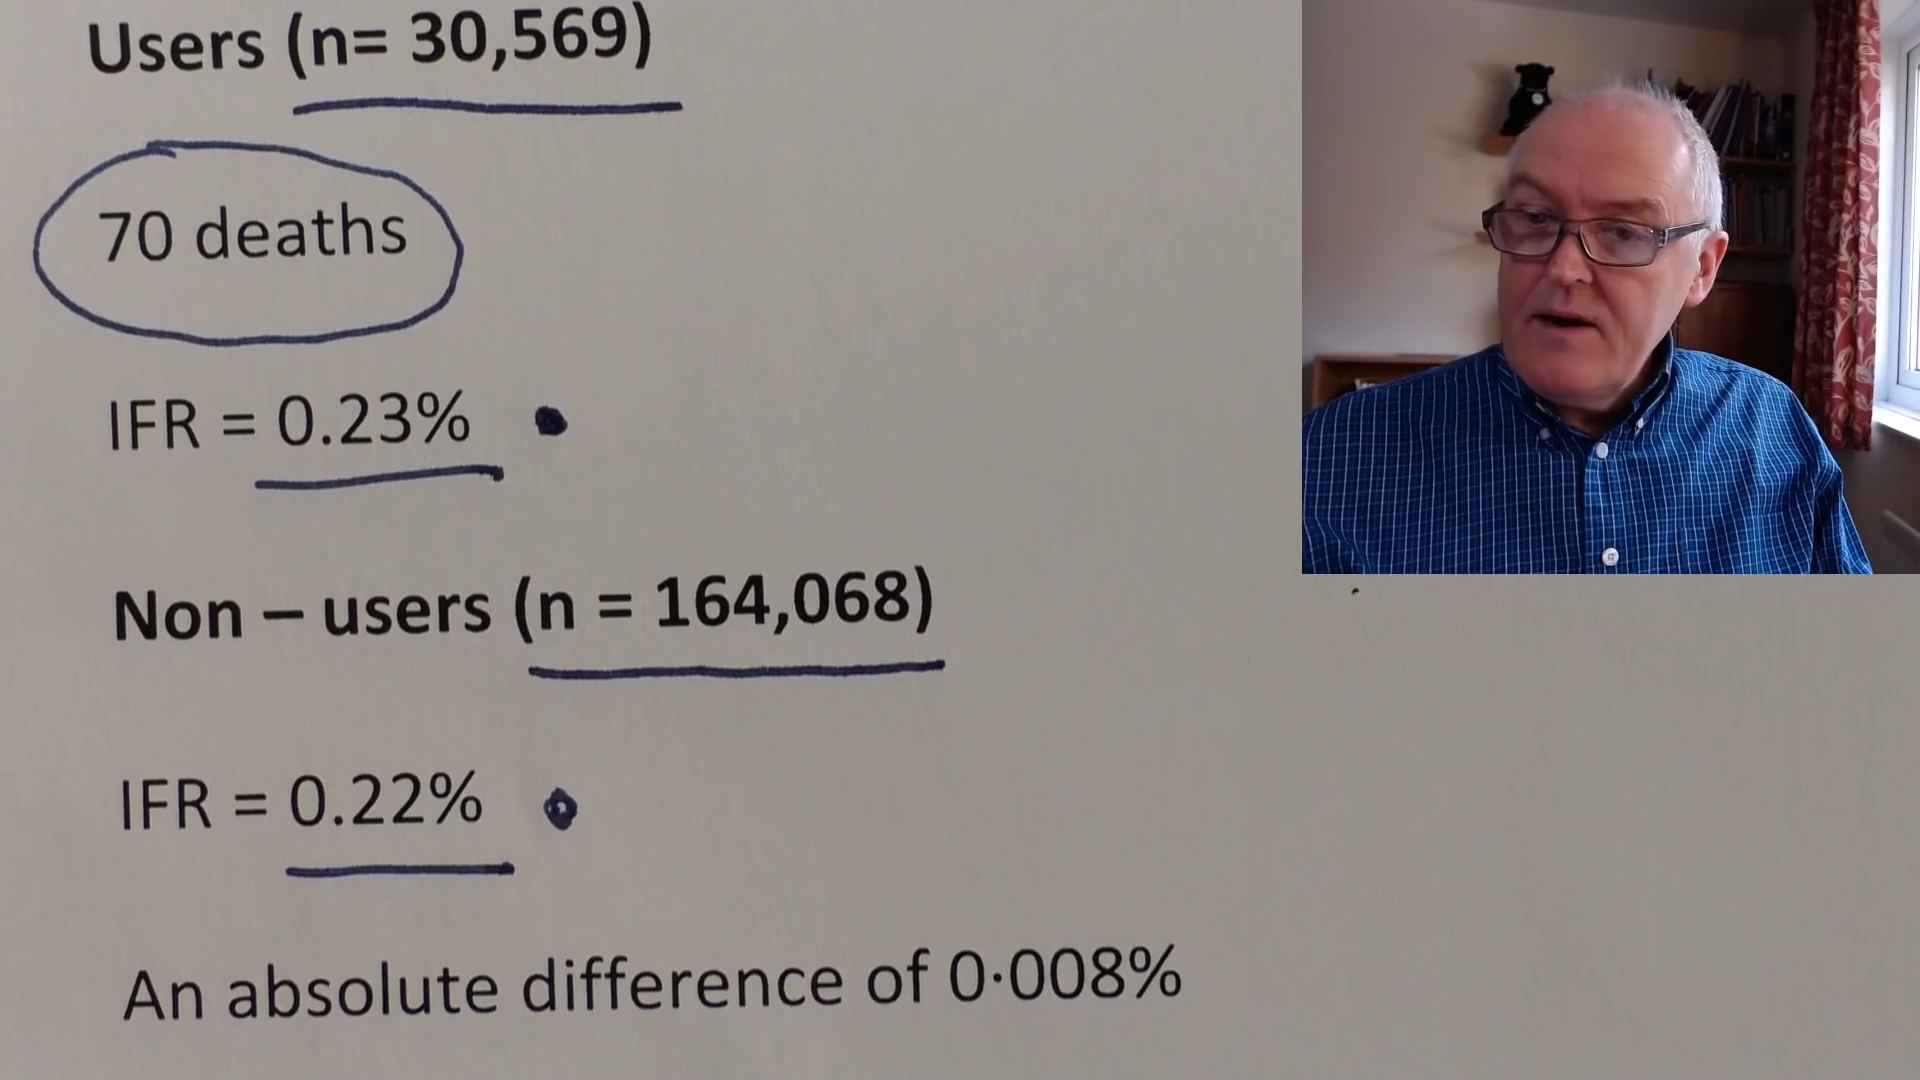 Users (n= 30,569)
70 deaths
IFR = 0.23%
Non – users (n = 164,068)
IFR = 0.22%
An absolute difference of 0·008%